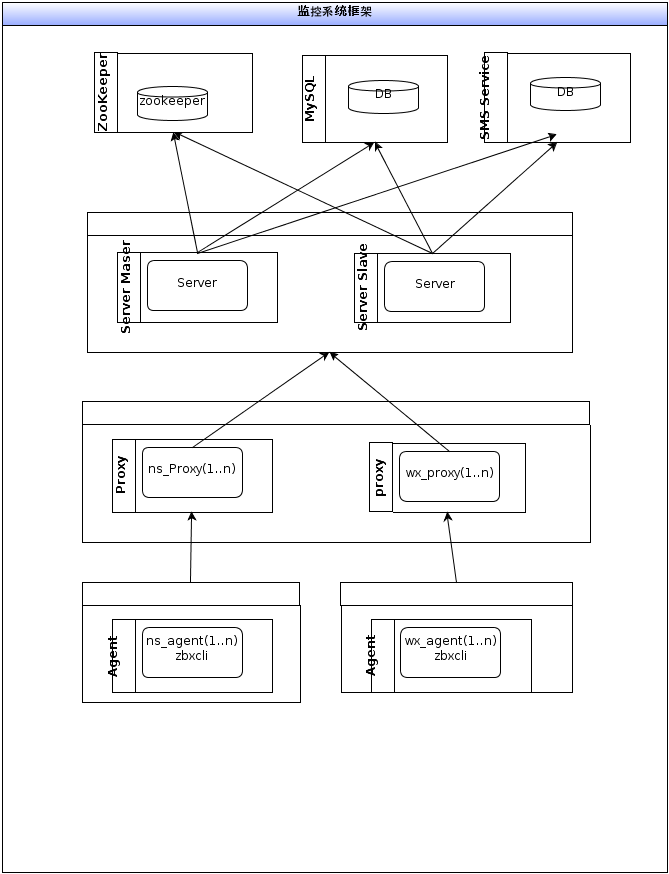 监控系统框架
ZooKeeper
zookeeper
MySQL
DB
SMS Service
DB
Server Maser
Server
Server Slave
Server
Proxy
ns_Proxy(1..n)
proxy
wx_proxy(1..n)
Agent
ns_agent(1..n)
zbxcli
Agent
wx_agent(1..n)
zbxcli